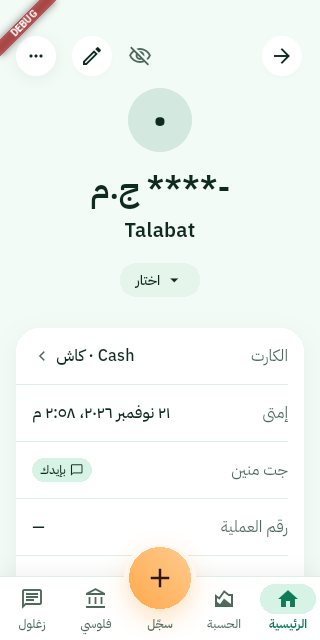 DEBUG
-**** ج.م
Talabat
اختار
الكارت
Cash · كاش
إمتى
٢١ نوفمبر ٢٠٢٦، ٢:٥٨ م
جت منين
بإيدك
رقم العملية
—
الرئيسية
الحسبة
سجّل
فلوسي
زغلول